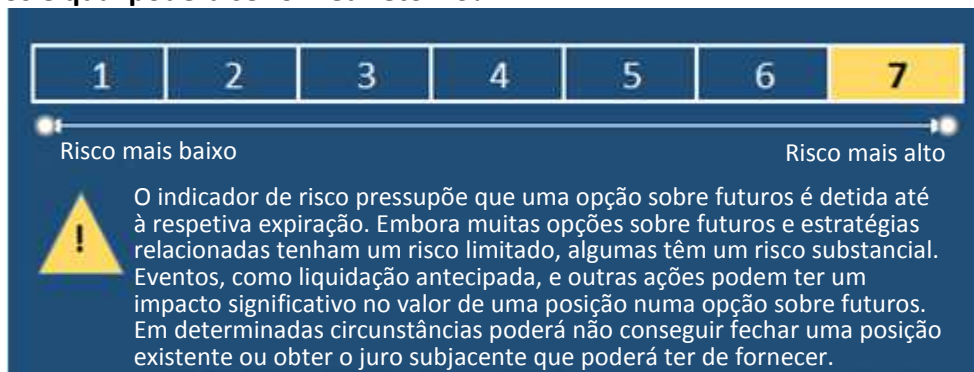 1 2 3 4 5 6 7
Risco mais baixo Risco mais alto
O indicador de risco pressupõe que uma opção sobre futuros é detida até
à respetiva expiração. Embora muitas opções sobre futuros e estratégias
relacionadas tenham um risco limitado, algumas têm um risco substancial.
Eventos, como liquidação antecipada, e outras ações podem ter um
impacto significativo no valor de uma posição numa opção sobre futuros.
Em determinadas circunstâncias poderá não conseguir fechar uma posição
existente ou obter o juro subjacente que poderá ter de fornecer.